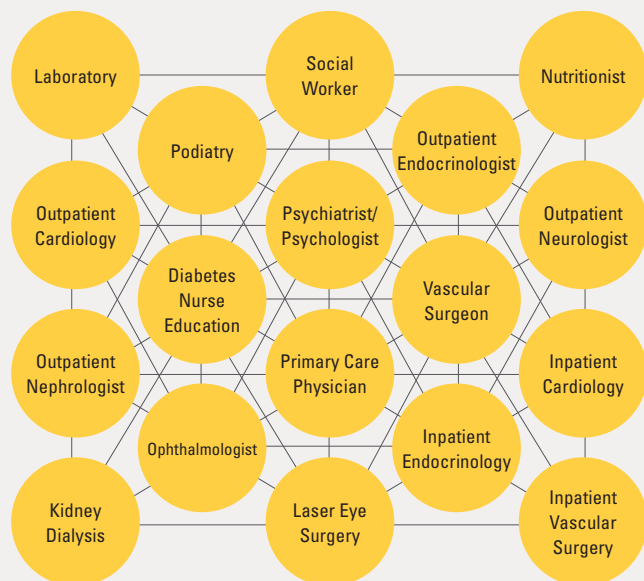 Laboratory
Social
Worker
Nutritionist
Podiatry
Outpatient
Endocrinologist
Outpatient
Cardiology
Psychiatrist/
Psychologist
Outpatient
Neurologist
Diabetes
Nurse
Education
Vascular
Surgeon
Outpatient
Nephrologist
Primary Care
Physician
Inpatient
Cardiology
Ophthalmologist
Inpatient
Endocrinology
Kidney
Dialysis
Laser Eye
Surgery
Inpatient
Vascular
Surgery